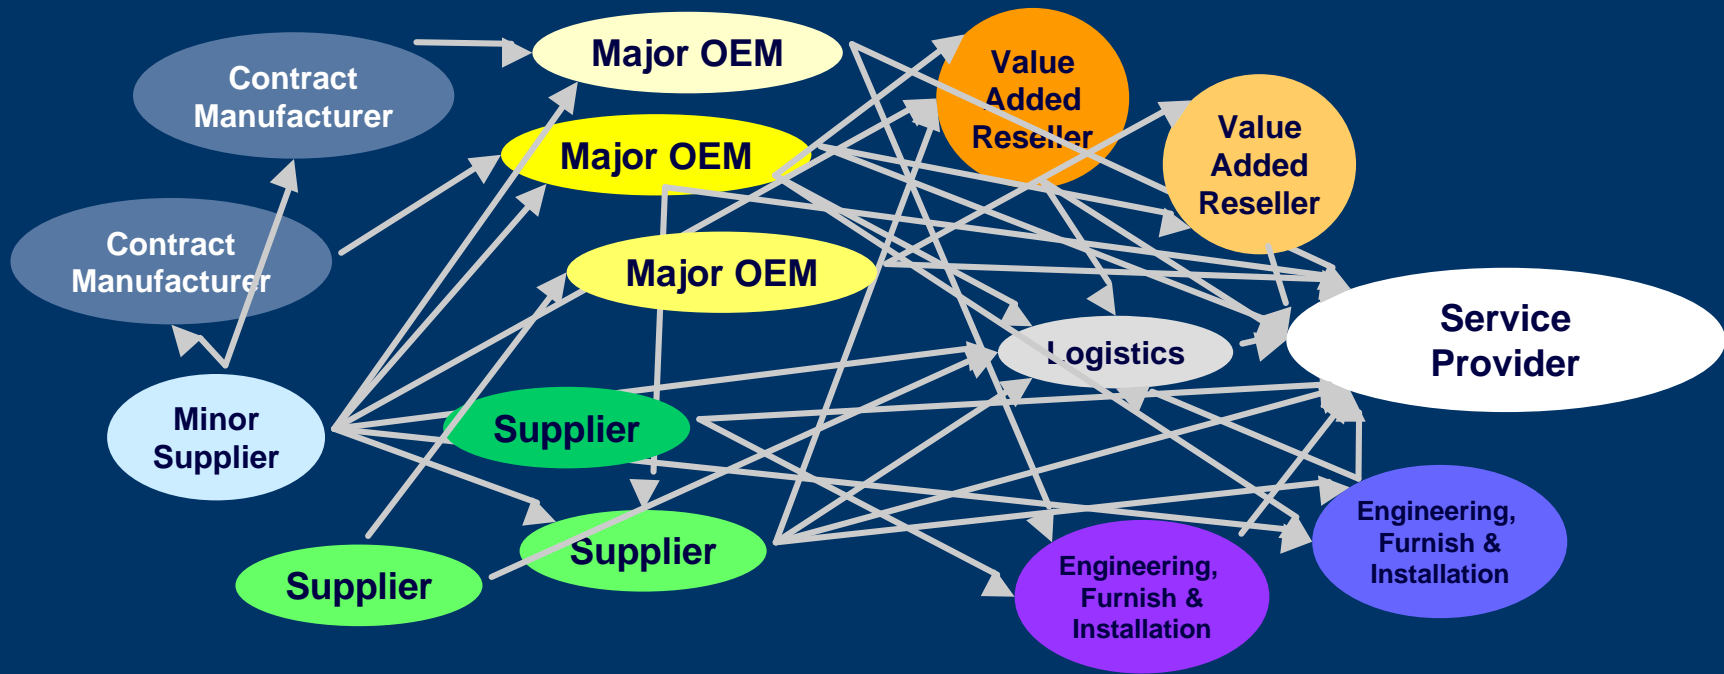 Contract
Manufacturer
Major OEM
Value
Added
Reseller
Major OEM
Value
Added
Reseller
Contract
Manufacturer
Major OEM
Service
Provider
Logistics
Minor
Supplier
Supplier
Supplier
Supplier
Engineering,
Furnish &
Installation
Engineering,
Furnish &
Installation